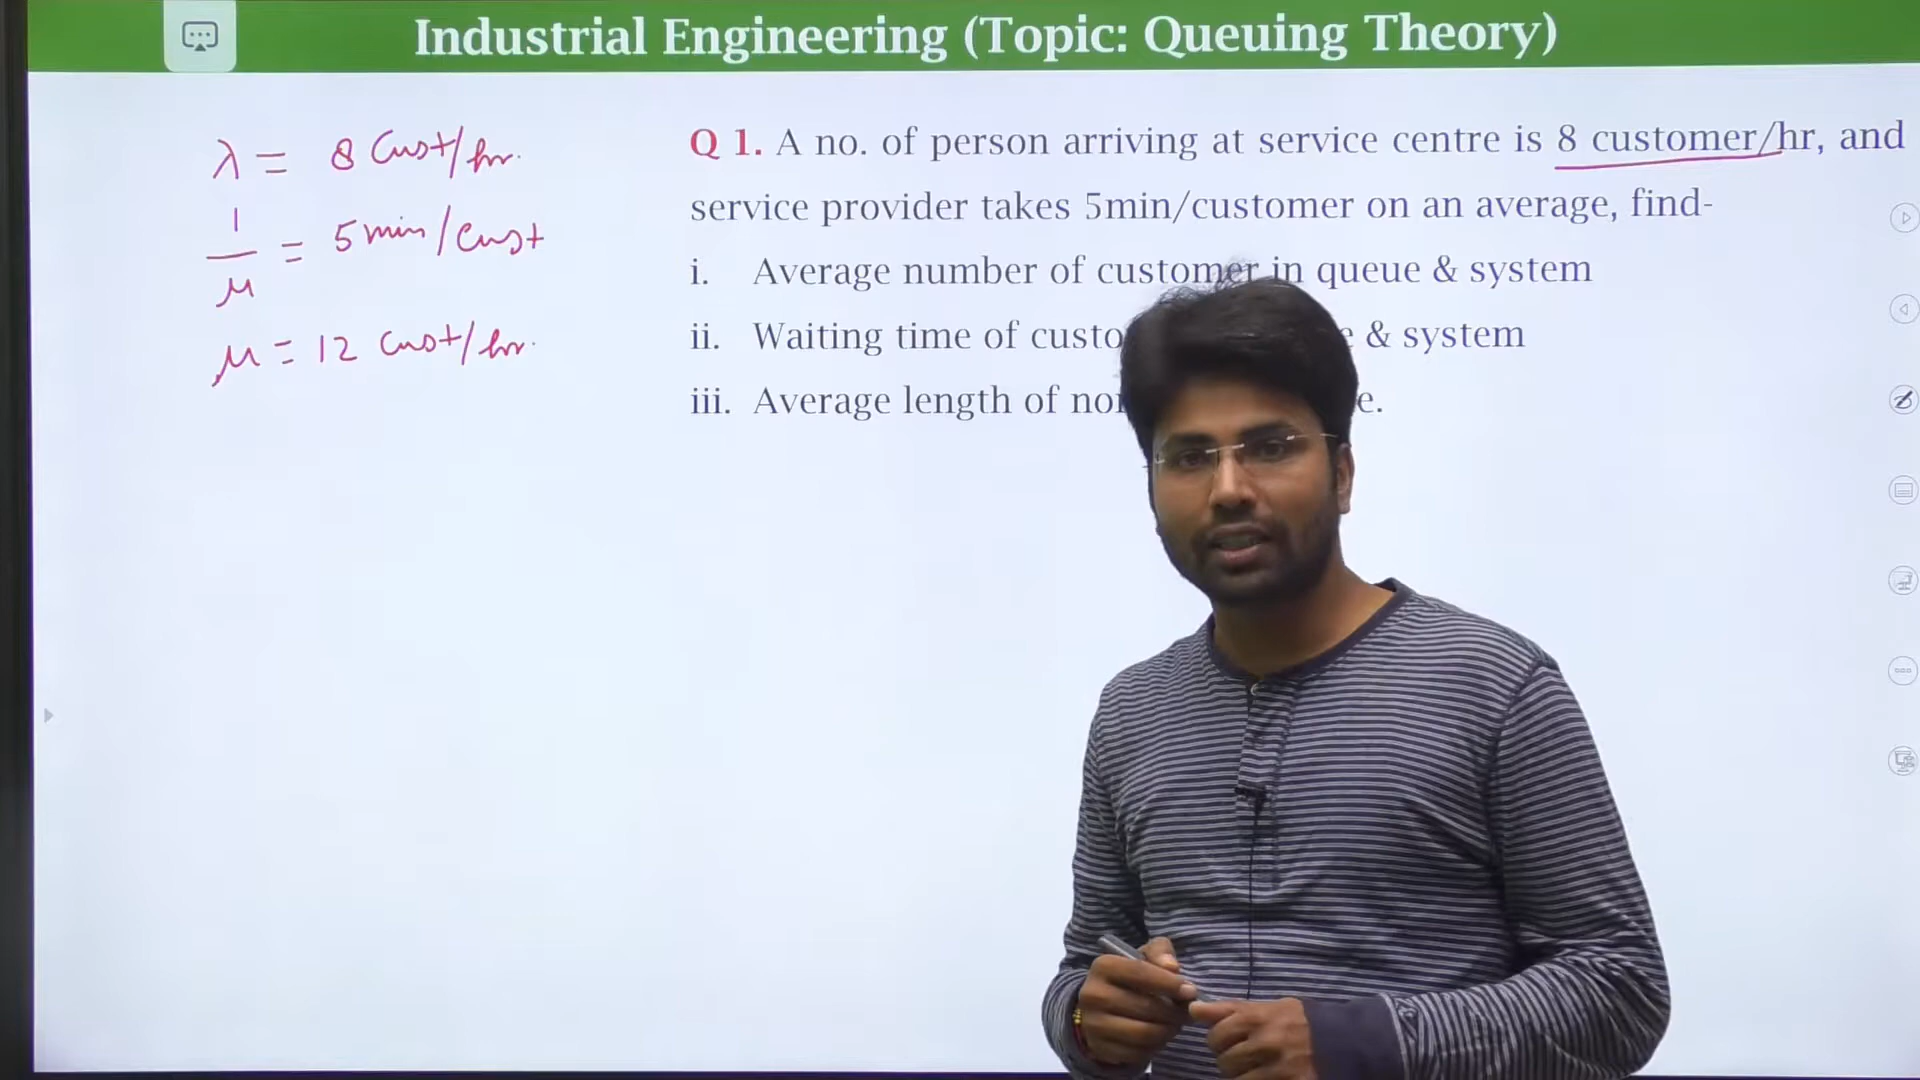 Industrial Engineering (Topic: Queuing Theory)
λ = 8 Cust/hr.
1/μ = 5 min/cust
μ = 12 cust/hr.
Q 1. A no. of person arriving at service centre is 8 customer/hr, and
service provider takes 5min/customer on an average, find-
i. Average number of customer in queue & system
ii. Waiting time of & system
iii. Average length of